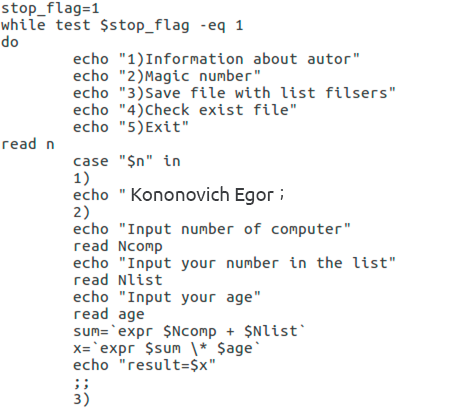 stop_flag=1
while test $stop_flag -eq 1
do
echo "1)Information about autor"
echo "2)Magic number"
echo "3)Save file with list filsers"
echo "4)Check exist file"
echo "5)Exit"
read n
case "$n" in
1)
echo " Kononovich Egor ;
2)
echo "Input number of computer"
read Ncomp
echo "Input your number in the list"
read Nlist
echo "Input your age"
read age
sum=`expr $Ncomp + $Nlist`
x=`expr $sum \* $age`
echo "result=$x"
;;
3)